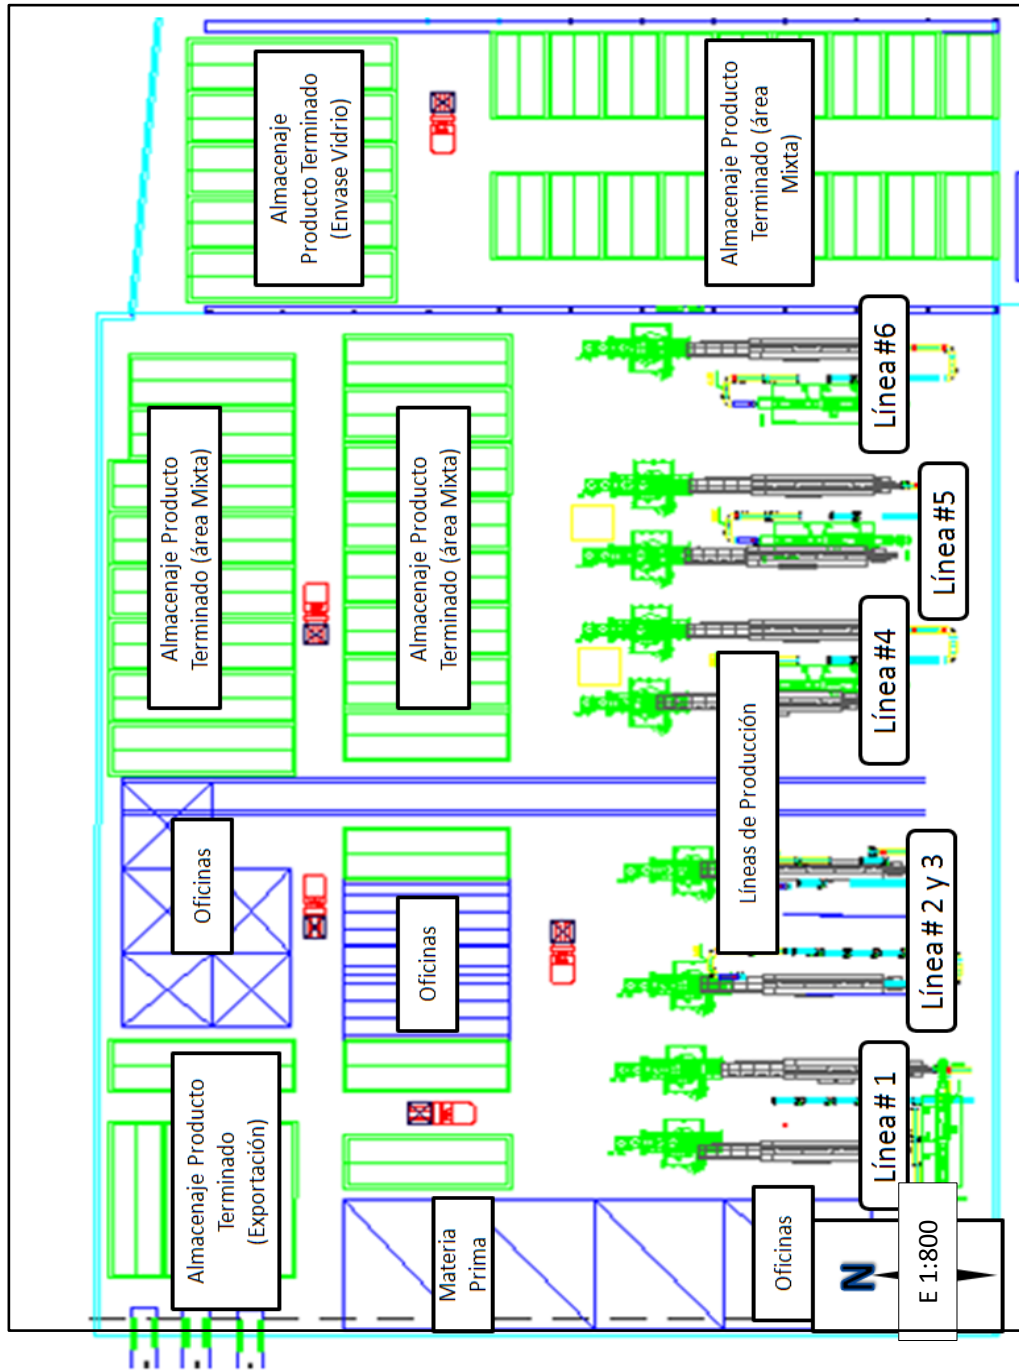 Almacenaje Producto
Terminado
(Exportación)
Oficinas
Almacenaje Producto
Terminado (área Mixta)
Almacenaje
Producto Terminado
(Envase Vidrio)
Materia
Prima
Oficinas
Almacenaje Producto
Terminado (área Mixta)
Oficinas
Líneas de Producción
Almacenaje Producto
Terminado (área
Mixta)
N
E 1:800
Línea # 1
Línea # 2 y 3
Línea #4
Línea #5
Línea #6